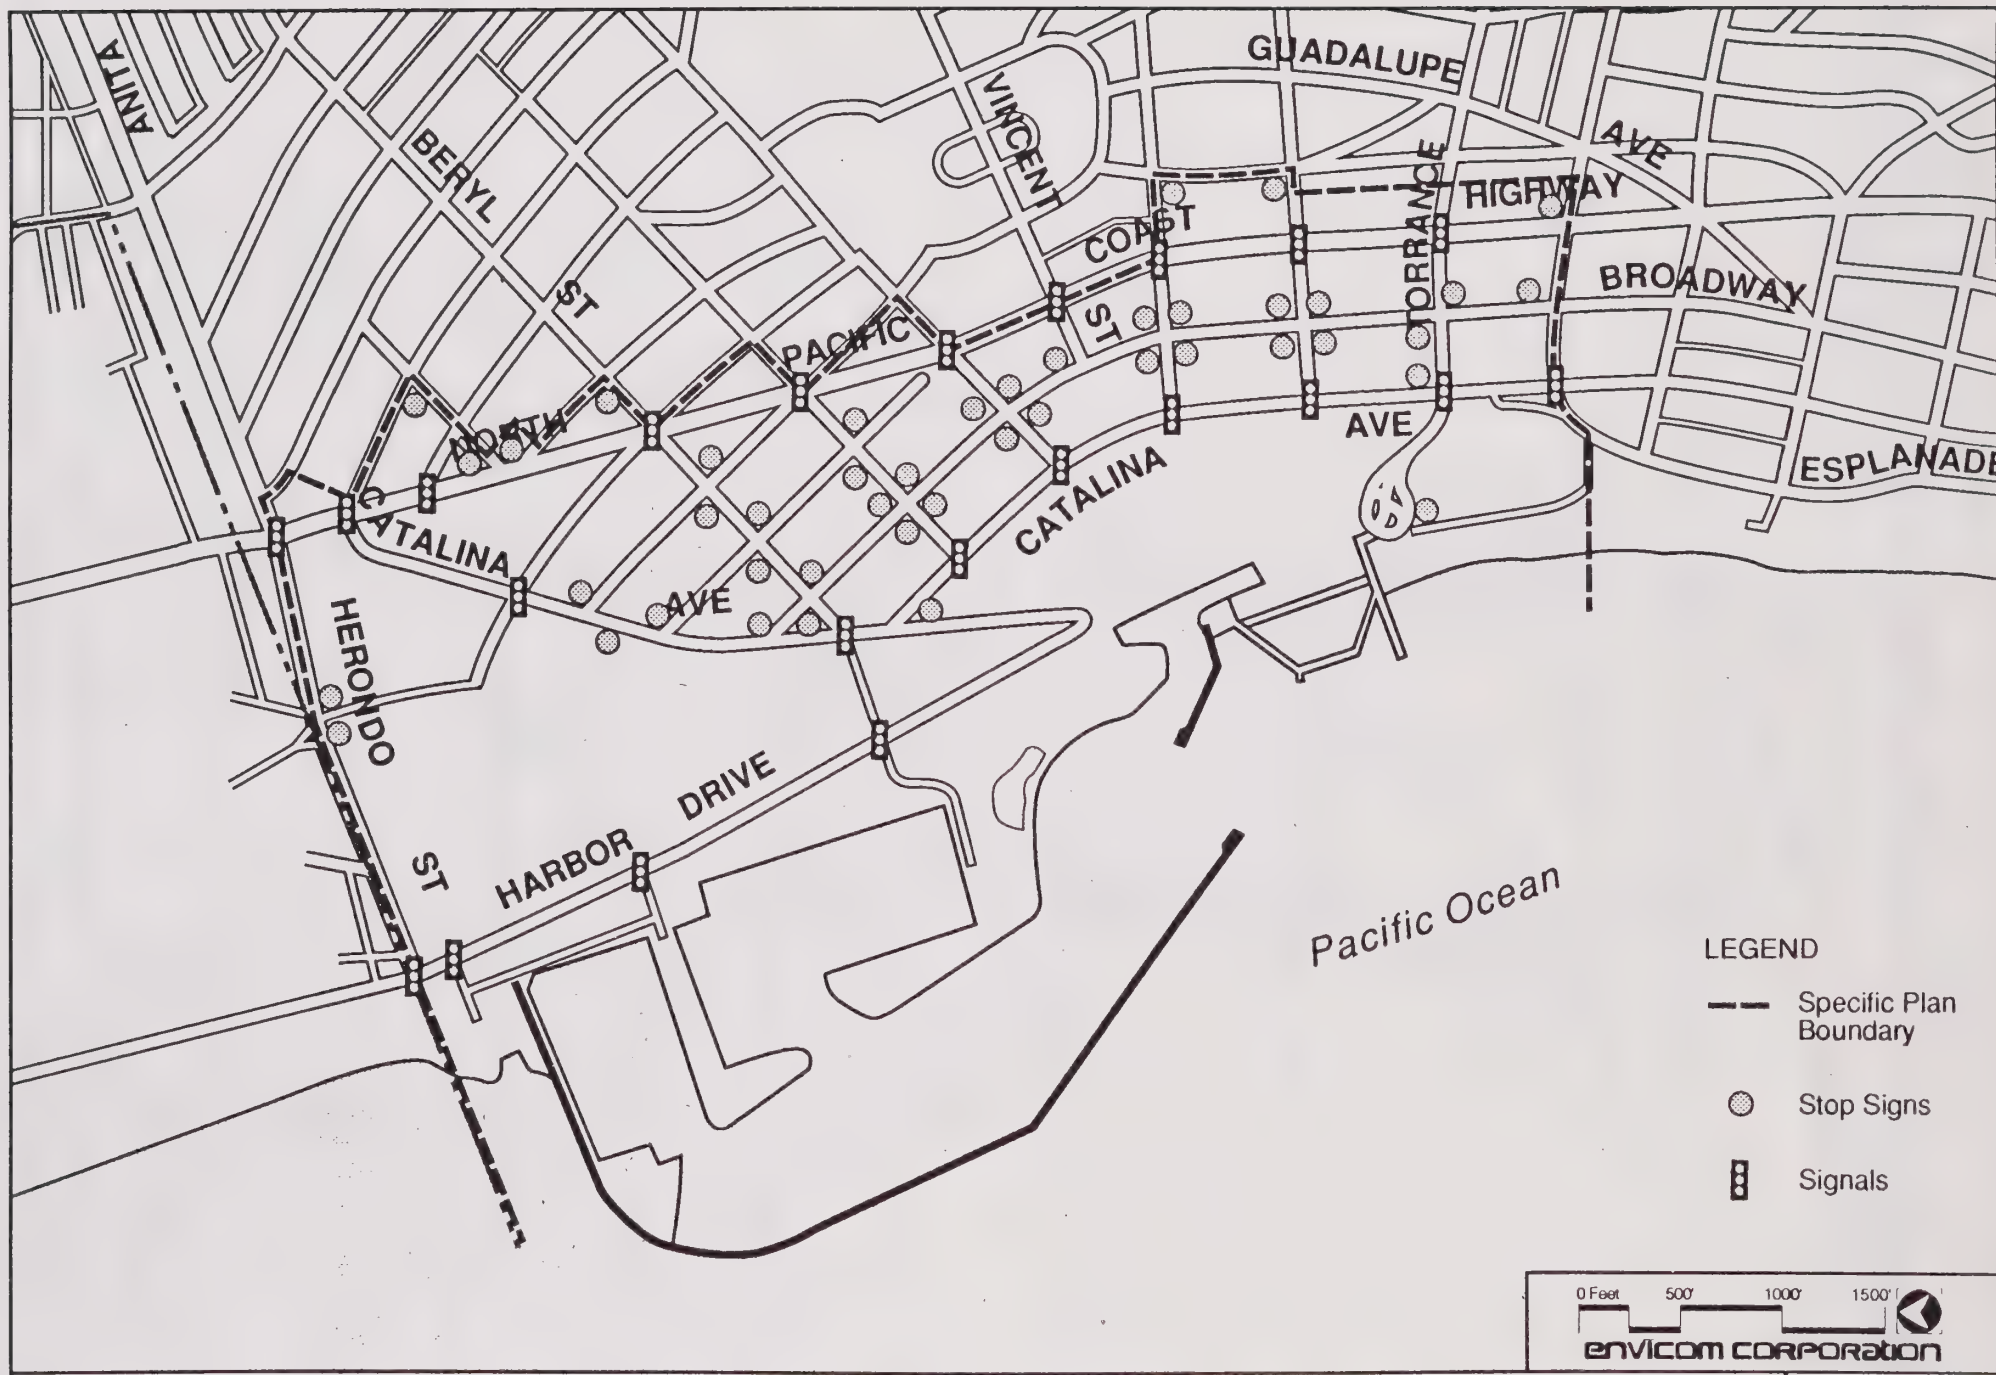 ANITA
BERYL
ST
VINCENT
ST
GUADALUPE
AVE
NORTH
PACIFIC
COAST
HIGHWAY
TORRANCE
BROADWAY
CATALINA
AVE
CATALINA
AVE
ESPLANADE
HERONDO
ST
HARBOR
DRIVE
Pacific Ocean
LEGEND
Specific Plan
Boundary
Stop Signs
Signals
0 Feet 500' 1000' 1500'
envicom corporation